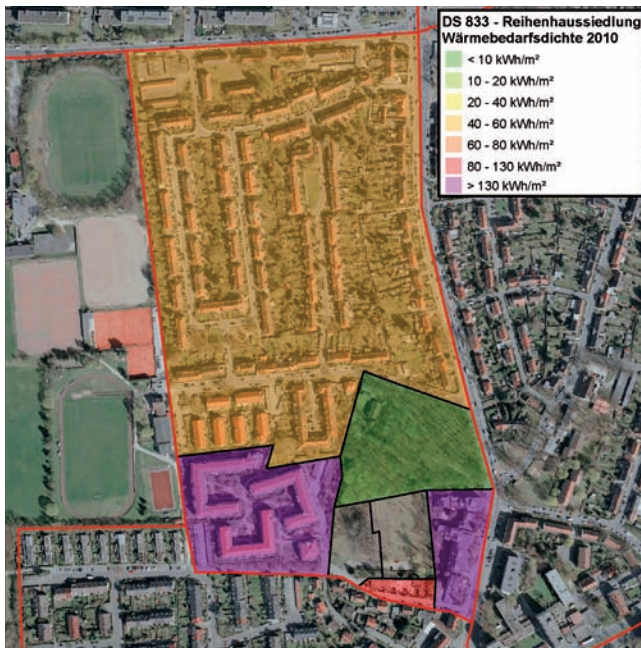 DS 833 - Reihenhaussiedlung
Wärmebedarfsdichte 2010
< 10 kWh/m²
10 - 20 kWh/m²
20 - 40 kWh/m²
40 - 60 kWh/m²
60 - 80 kWh/m²
80 - 130 kWh/m²
> 130 kWh/m²